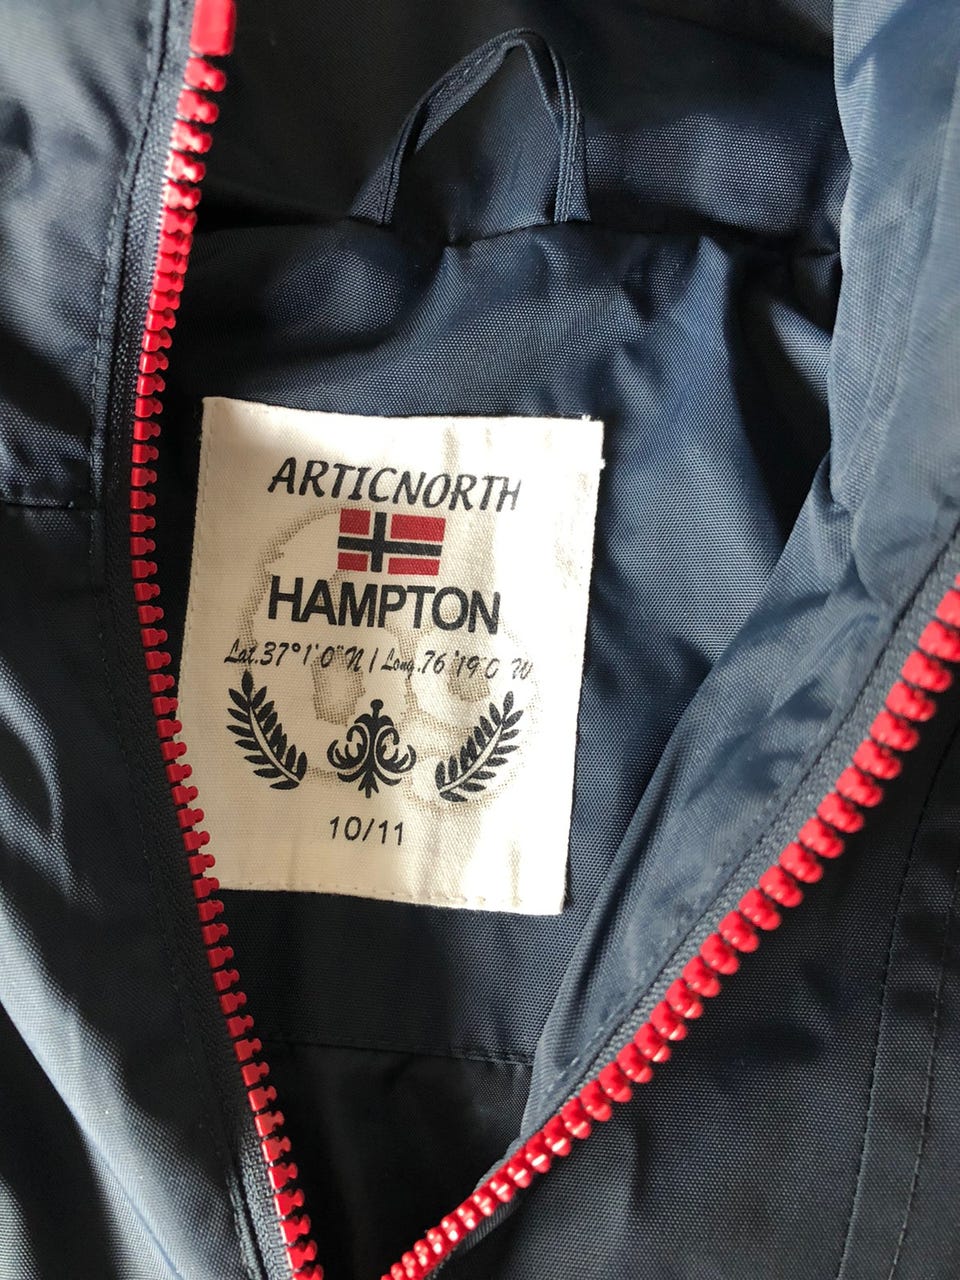 ARTICNORTH
HAMPTON
Lat.37°1'0"N | Long.76°19'0 W
10/11